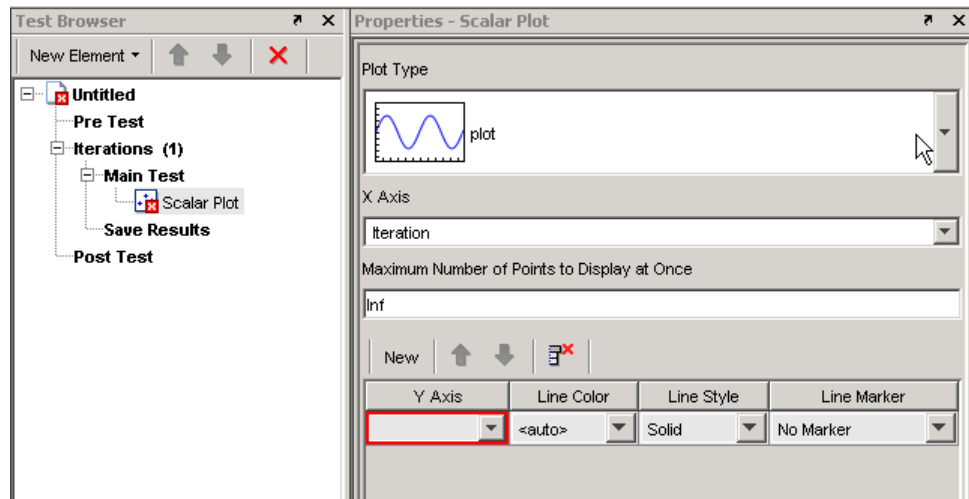 Test Browser
New Element
Untitled
Pre Test
Iterations (1)
Main Test
Scalar Plot
Save Results
Post Test
Properties - Scalar Plot
Plot Type
plot
X Axis
Iteration
Maximum Number of Points to Display at Once
Inf
New
Y Axis Line Color Line Style Line Marker
<auto> Solid No Marker